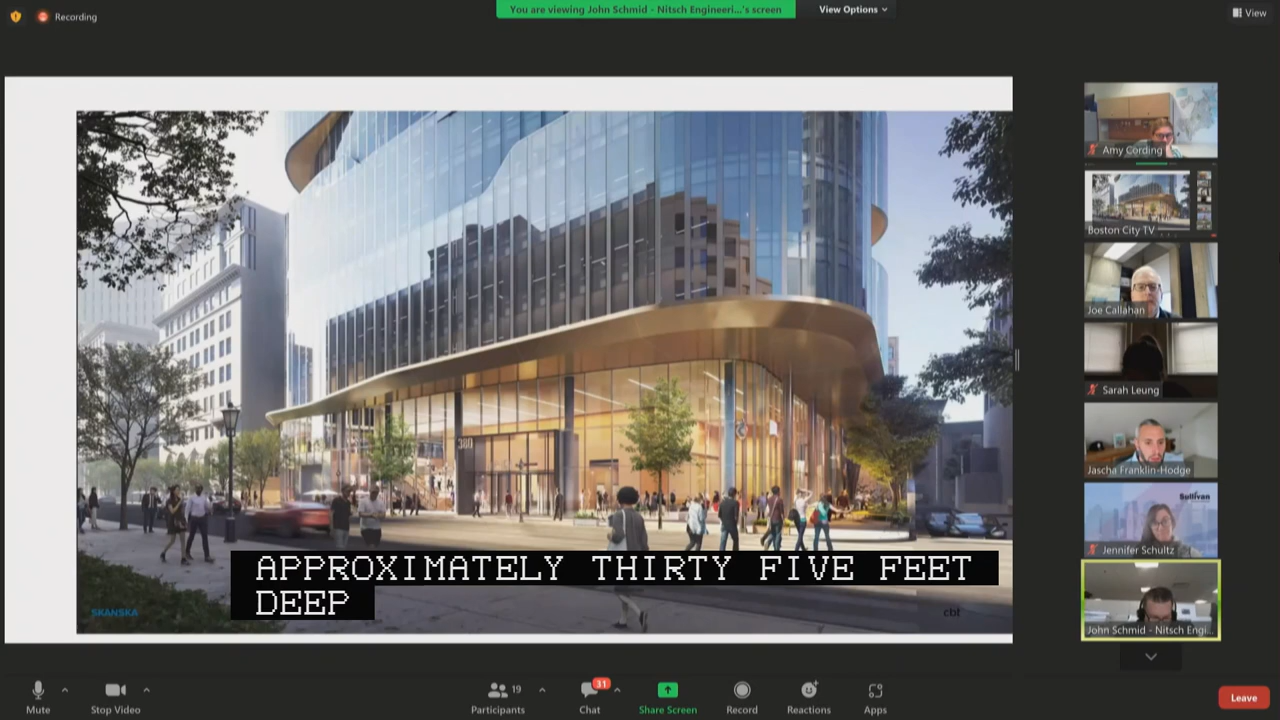 Recording
You are viewing John Schmid - Nitsch Engineeri...'s screen
View Options
View
Amy Cording
Boston City TV
Joe Callahan
Sarah Leung
Jascha Franklin-Hodge
Sullivan
Jennifer Schultz
John Schmid - Nitsch Engi...
380
APPROXIMATELY THIRTY FIVE FEET
DEEP
SKANSKA
cbt
Mute
Stop Video
Participants
19
Chat
31
Share Screen
Record
Reactions
Apps
Leave